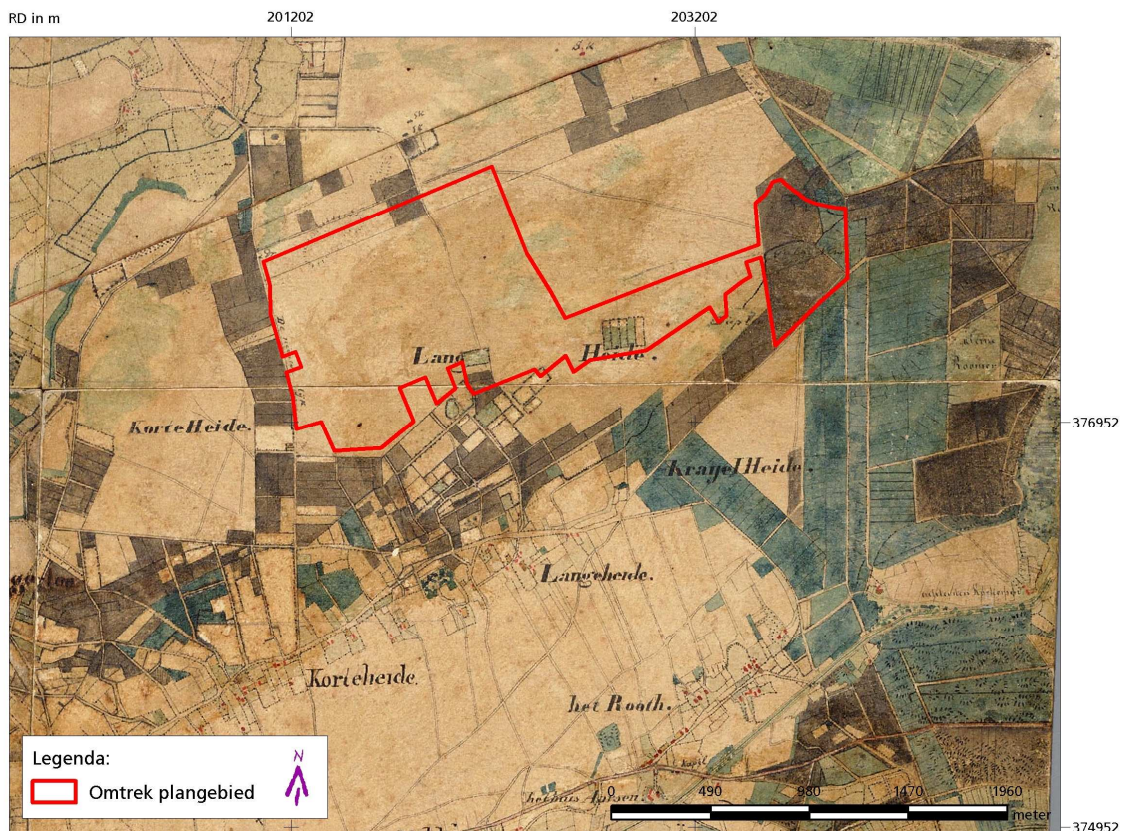 RD in m
201202
203202
Lang Heide.
Korte Heide.
376952
Krayel Heide.
Langeheide.
Korteheide.
het Rooth.
Kapel
Legenda:
N
Omtrek plangebied
0 490 980 1470 1960
meter
374952